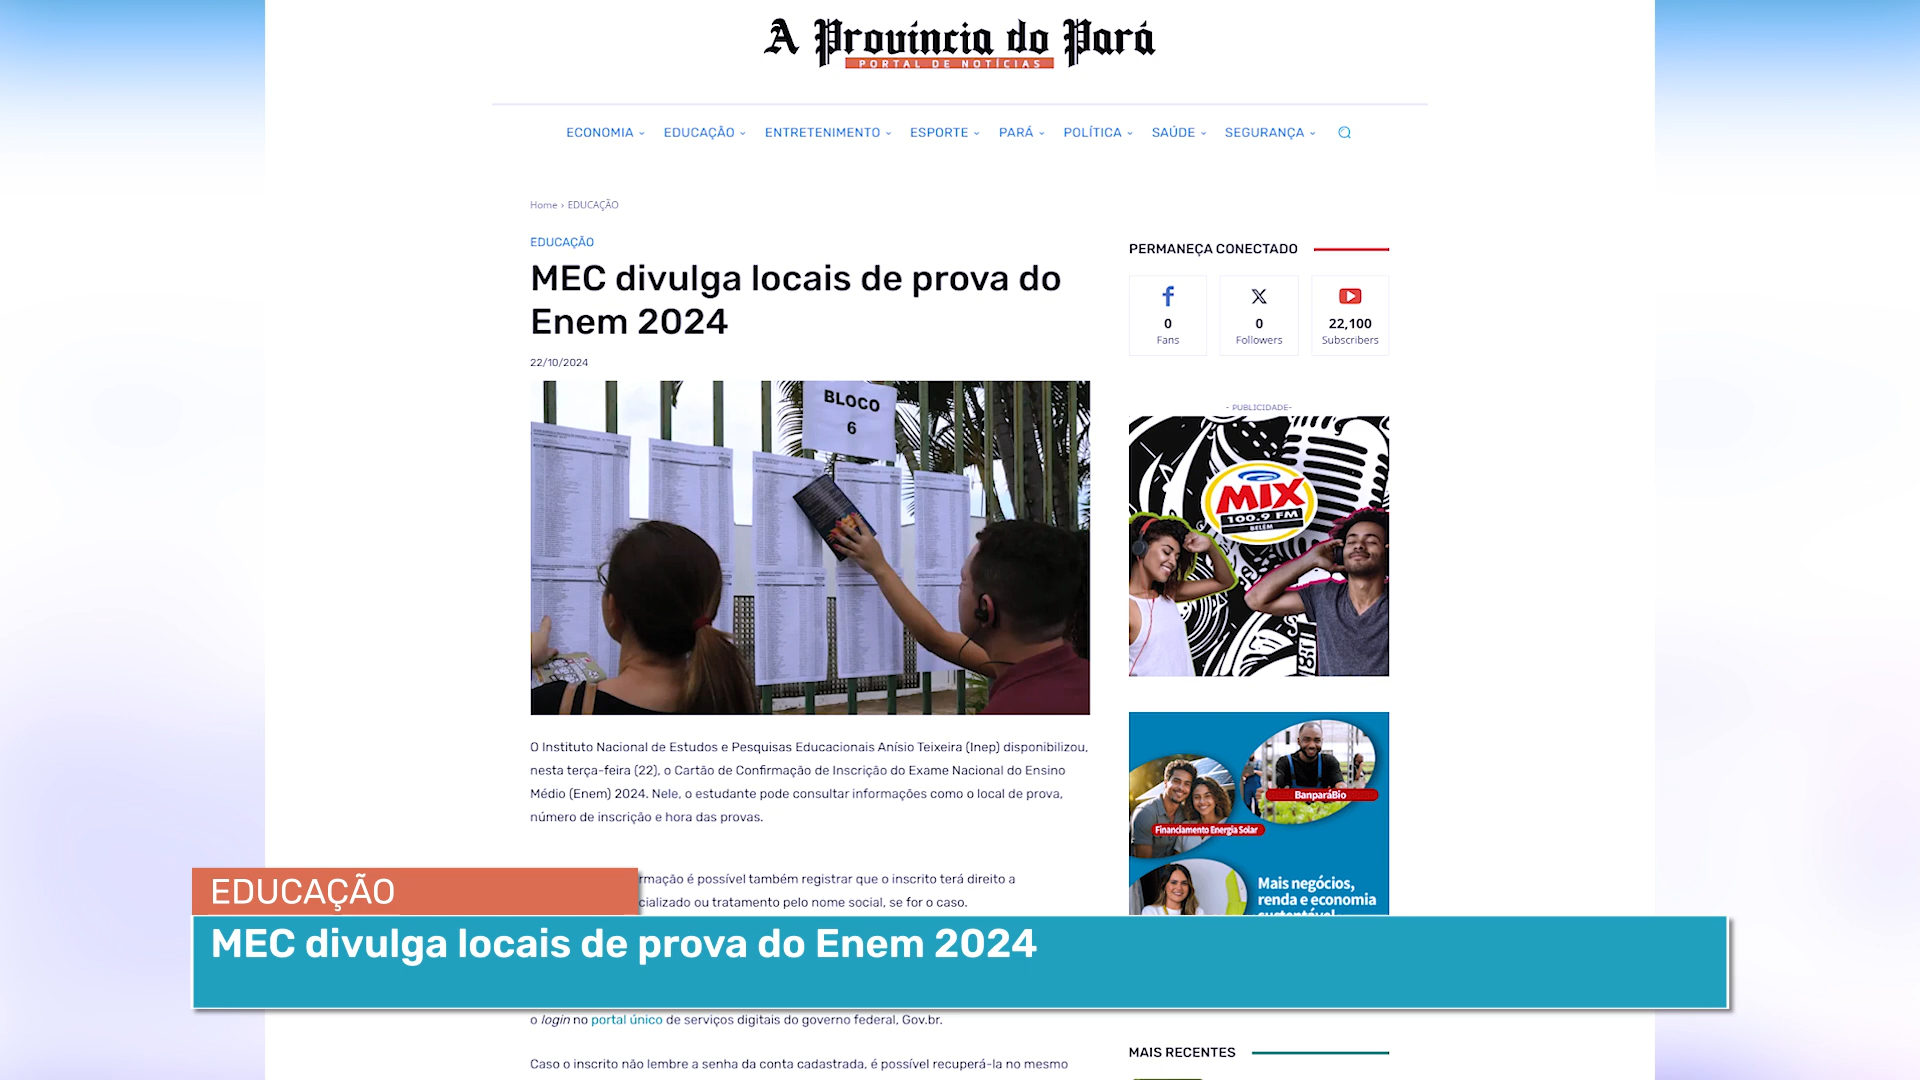 A Província do Pará
PORTAL DE NOTÍCIAS
ECONOMIA EDUCAÇÃO ENTRETENIMENTO ESPORTE PARÁ POLÍTICA SAÚDE SEGURANÇA
Home › EDUCAÇÃO
EDUCAÇÃO
MEC divulga locais de prova do
Enem 2024
22/10/2024
BLOCO
6
O Instituto Nacional de Estudos e Pesquisas Educacionais Anísio Teixeira (Inep) disponibilizou,
nesta terça-feira (22), o Cartão de Confirmação de Inscrição do Exame Nacional do Ensino
Médio (Enem) 2024. Nele, o estudante pode consultar informações como o local de prova,
número de inscrição e hora das provas.
rmação é possível também registrar que o inscrito terá direito a
cializado ou tratamento pelo nome social, se for o caso.
EDUCAÇÃO
MEC divulga locais de prova do Enem 2024
o login no portal único de serviços digitais do governo federal, Gov.br.
Caso o inscrito não lembre a senha da conta cadastrada, é possível recuperá-la no mesmo
PERMANEÇA CONECTADO
0
Fans
0
Followers
22,100
Subscribers
- PUBLICIDADE-
MIX
100.9 FM
BELÉM
BanparáBio
Financiamento Energia Solar
Mais negócios,
renda e economia
sustentável
MAIS RECENTES